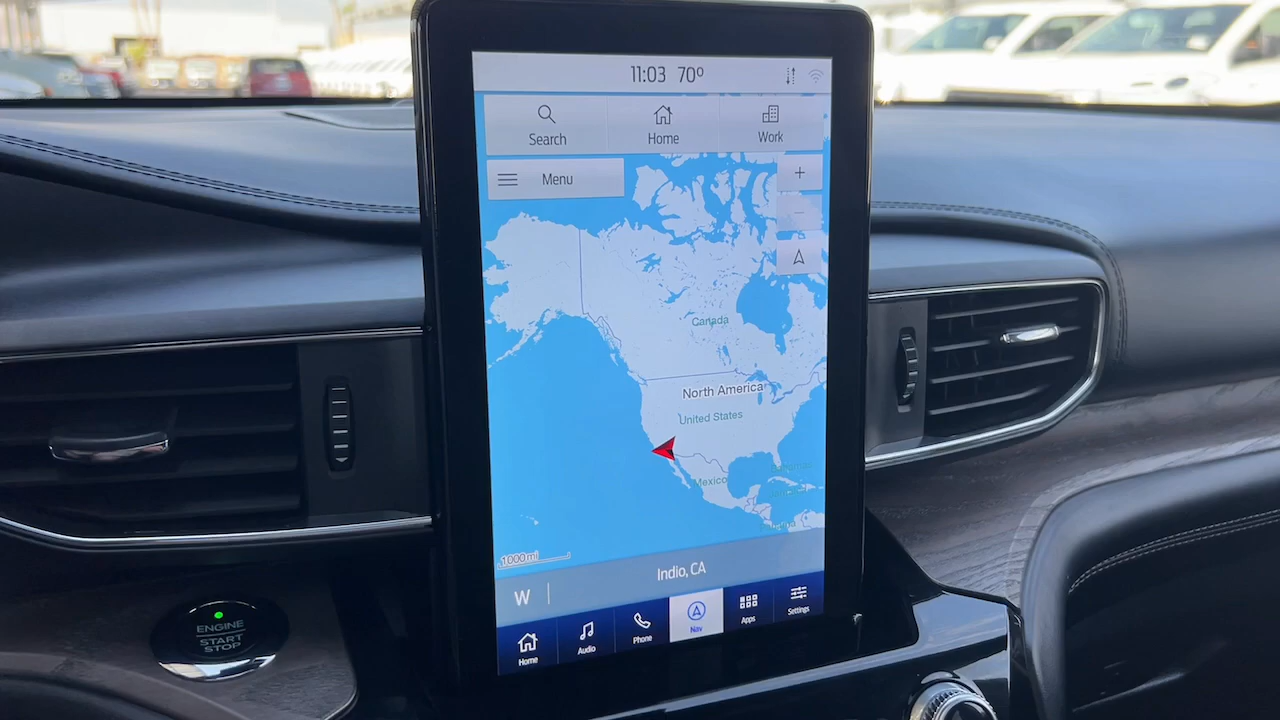 11:03 70º
Search
Home
Work
Menu
+
−
Canada
North America
United States
Mexico
1000mi
Indio, CA
W
Home
Audio
Phone
Nav
Apps
Settings
ENGINE
START
STOP